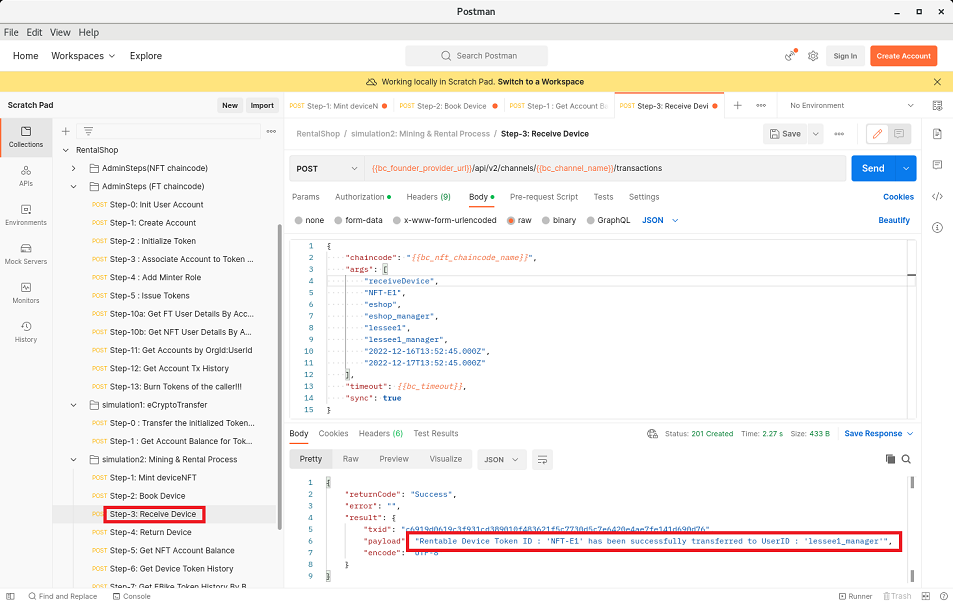 Postman
File Edit View Help
Home Workspaces Explore Search Postman Sign In Create Account
Working locally in Scratch Pad. Switch to a Workspace
Scratch Pad New Import
POST Step-1: Mint deviceN POST Step-2: Book Device POST Step-1 : Get Account B POST Step-3: Receive Devi No Environment
Collections
APIs
Environments
Mock Servers
Monitors
History
RentalShop
AdminSteps(NFT chaincode)
AdminSteps (FT chaincode)
POST Step-0: Init User Account
POST Step-1: Create Account
POST Step-2 : Initialize Token
POST Step-3 : Associate Account to Token ...
POST Step-4 : Add Minter Role
POST Step-5 : Issue Tokens
POST Step-10a: Get FT User Details By Acc...
POST Step-10b: Get NFT User Details By A...
POST Step-11: Get Accounts by OrgId:UserId
POST Step-12: Get Account Tx History
POST Step-13: Burn Tokens of the caller!!!
simulation1: eCryptoTransfer
POST Step-0 : Transfer the initialized Token...
POST Step-1 : Get Account Balance for Tok...
simulation2: Mining & Rental Process
POST Step-1: Mint deviceNFT
POST Step-2: Book Device
POST Step-3: Receive Device
POST Step-4: Return Device
POST Step-5: Get NFT Account Balance
POST Step-6: Get Device Token History
POST Step-7: Get EBike Token History By B
RentalShop / simulation2: Mining & Rental Process / Step-3: Receive Device Save
POST {{bc_founder_provider_url}}/api/v2/channels/{{bc_channel_name}}/transactions Send
Params Authorization Headers (9) Body Pre-request Script Tests Settings Cookies
none form-data x-www-form-urlencoded raw binary GraphQL JSON Beautify
1 {
2 "chaincode": "{{bc_nft_chaincode_name}}",
3 "args": [
4 "receiveDevice",
5 "NFT-E1",
6 "eshop",
7 "eshop_manager",
8 "lessee1",
9 "lessee1_manager",
10 "2022-12-16T13:52:45.000Z",
11 "2022-12-17T13:52:45.000Z"
12 ],
13 "timeout": {{bc_timeout}},
14 "sync": true
15 }
Body Cookies Headers (6) Test Results Status: 201 Created Time: 2.27 s Size: 433 B Save Response
Pretty Raw Preview Visualize JSON
1 {
2 "returnCode": "Success",
3 "error": "",
4 "result": {
5 "txid":
6 "payload" "Rentable Device Token ID : 'NFT-E1' has been successfully transferred to UserID : 'lessee1_manager'",
7 "encode": "UTF-8"
8 }
9 }
Find and Replace Console Runner Trash